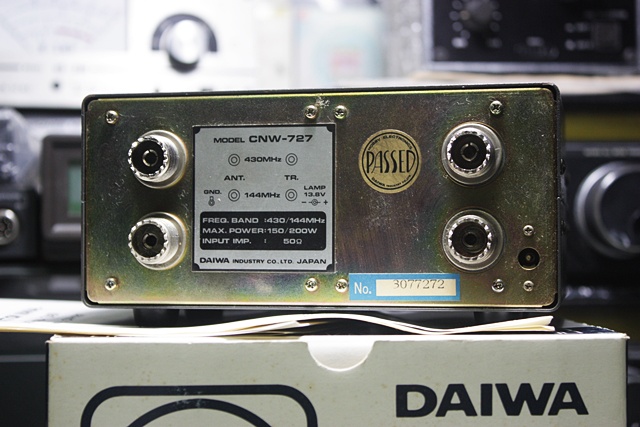 MODEL CNW-727
430MHz
ANT. TR.
GND. 144MHz LAMP
13.8V
- +
FREQ. BAND :430/144MHz
MAX. POWER:150/200W
INPUT IMP. : 50Ω
DAIWA INDUSTRY CO., LTD. JAPAN
PASSED
No. 3077272
DAIWA